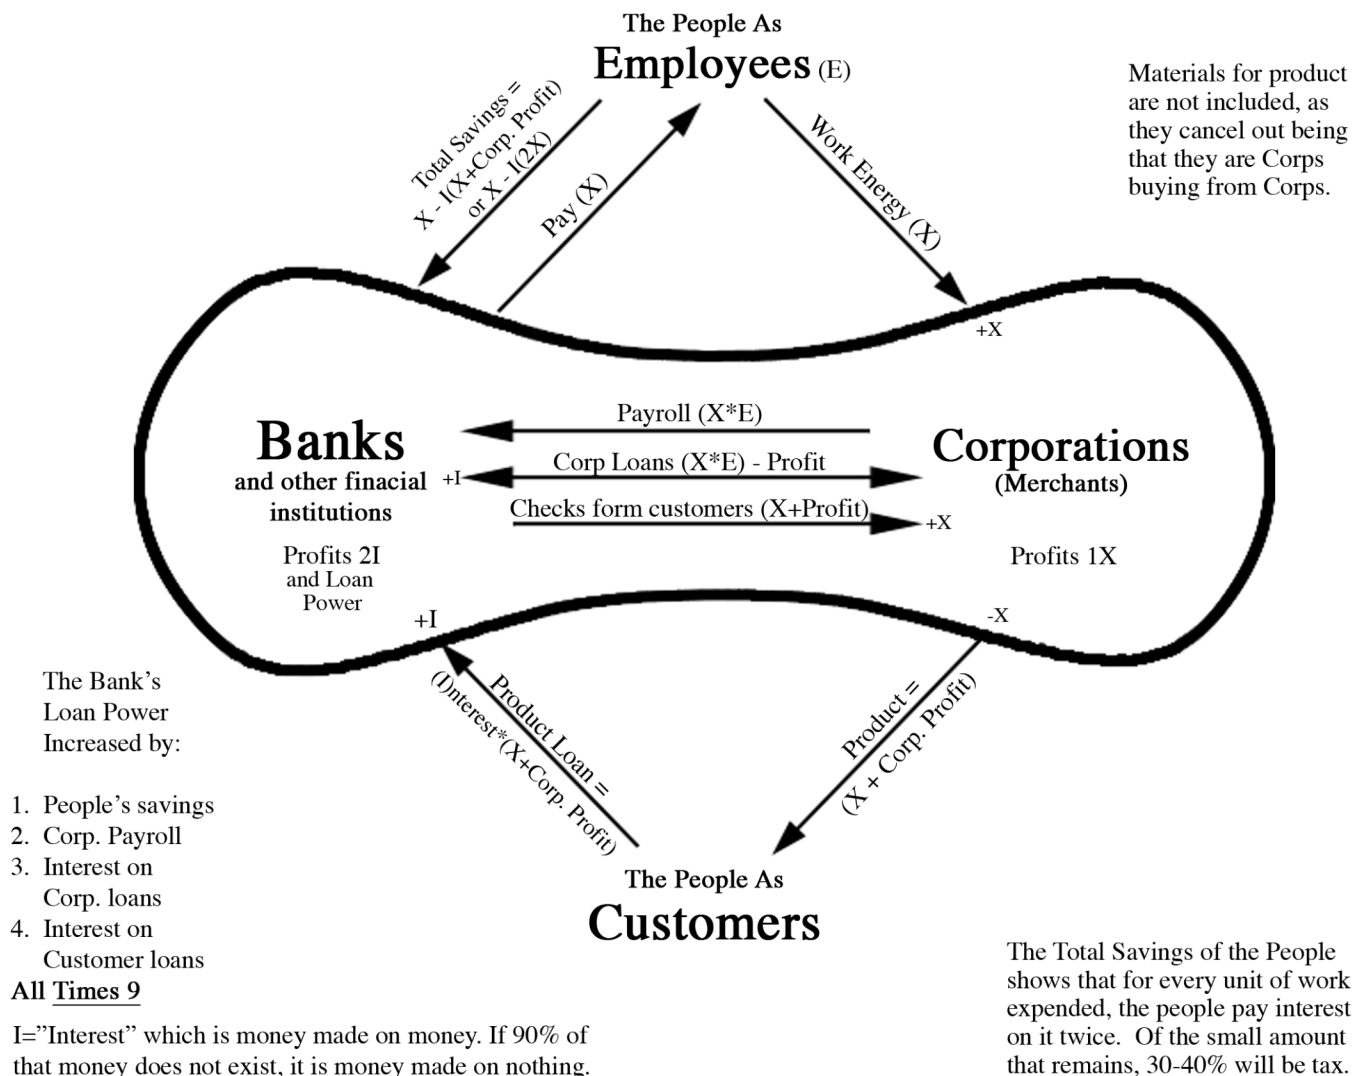 The People As
Employees (E)
Total Savings =
X - I(X+Corp. Profit)
or X - I(2X)
Pay (X)
Work Energy (X)
Materials for product
are not included, as
they cancel out being
that they are Corps
buying from Corps.
+X
Payroll (X*E)
Banks
and other finacial
institutions
Profits 2I
and Loan
Power
+I
Corp Loans (X*E) - Profit
Checks form customers (X+Profit)
+X
Corporations
(Merchants)
Profits 1X
+I
-X
Product Loan =
(I)nterest*(X+Corp. Profit)
Product =
(X + Corp. Profit)
The People As
Customers
The Bank’s
Loan Power
Increased by:
1. People’s savings
2. Corp. Payroll
3. Interest on
Corp. loans
4. Interest on
Customer loans
All Times 9
I=”Interest” which is money made on money. If 90% of
that money does not exist, it is money made on nothing.
The Total Savings of the People
shows that for every unit of work
expended, the people pay interest
on it twice. Of the small amount
that remains, 30-40% will be tax.